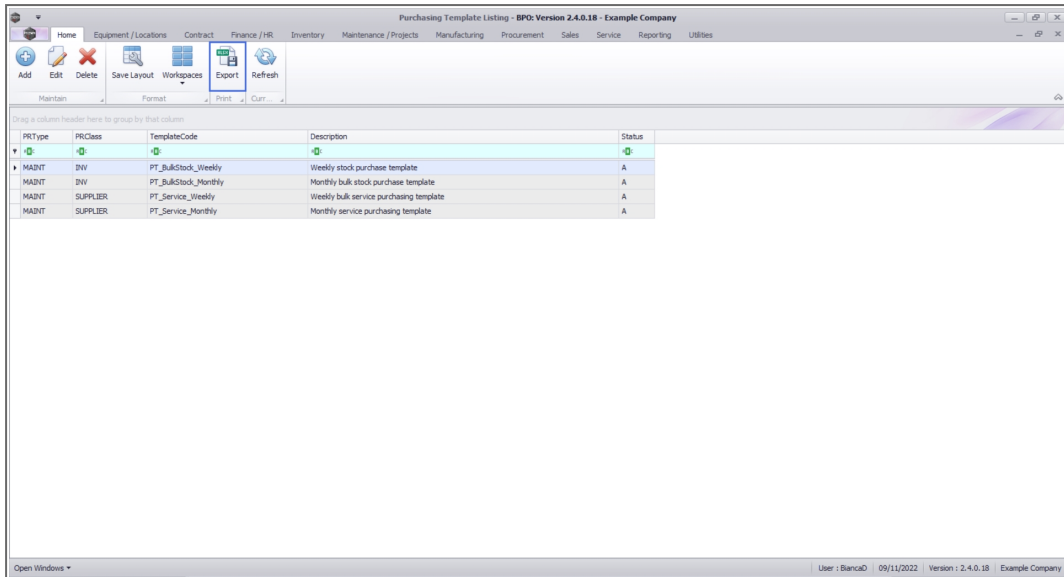 Purchasing Template Listing - BPO: Version 2.4.0.18 - Example Company
Home Equipment / Locations Contract Finance / HR Inventory Maintenance / Projects Manufacturing Procurement Sales Service Reporting Utilities
Add Edit Delete Save Layout Workspaces Export Refresh
Maintain Format Print Curr...
Drag a column header here to group by that column
PRType PRClass TemplateCode Description Status
MAINT INV PT_BulkStock_Weekly Weekly stock purchase template A
MAINT INV PT_BulkStock_Monthly Monthly bulk stock purchase template A
MAINT SUPPLIER PT_Service_Weekly Weekly bulk service purchasing template A
MAINT SUPPLIER PT_Service_Monthly Monthly service purchasing template A
Open Windows User : BiancaD 09/11/2022 Version : 2.4.0.18 Example Company